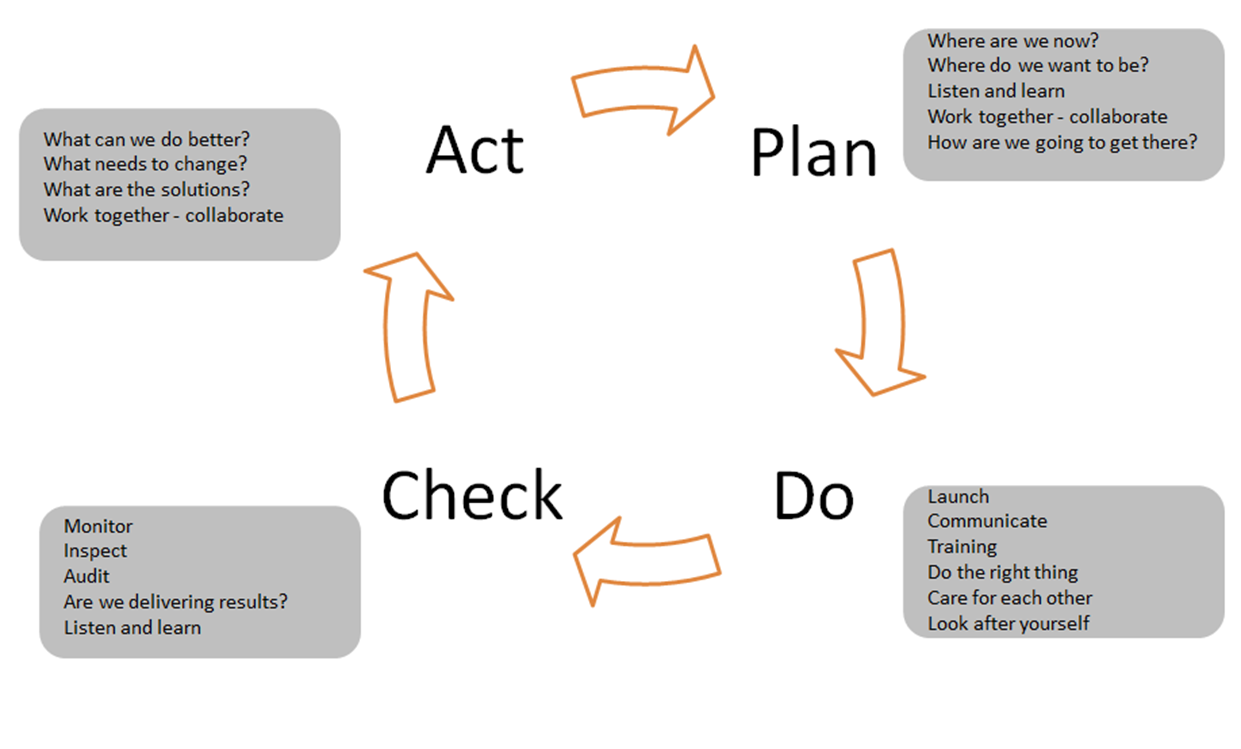 Act
What can we do better?
What needs to change?
What are the solutions?
Work together - collaborate
Plan
Where are we now?
Where do we want to be?
Listen and learn
Work together - collaborate
How are we going to get there?
Check
Monitor
Inspect
Audit
Are we delivering results?
Listen and learn
Do
Launch
Communicate
Training
Do the right thing
Care for each other
Look after yourself